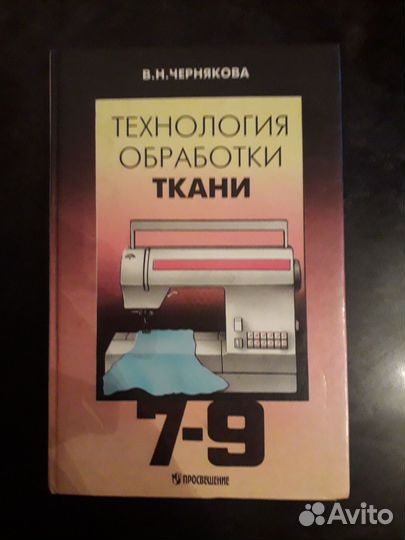 В.Н.ЧЕРНЯКОВА
ТЕХНОЛОГИЯ
ОБРАБОТКИ
ТКАНИ
7-9
ПРОСВЕЩЕНИЕ
Avito